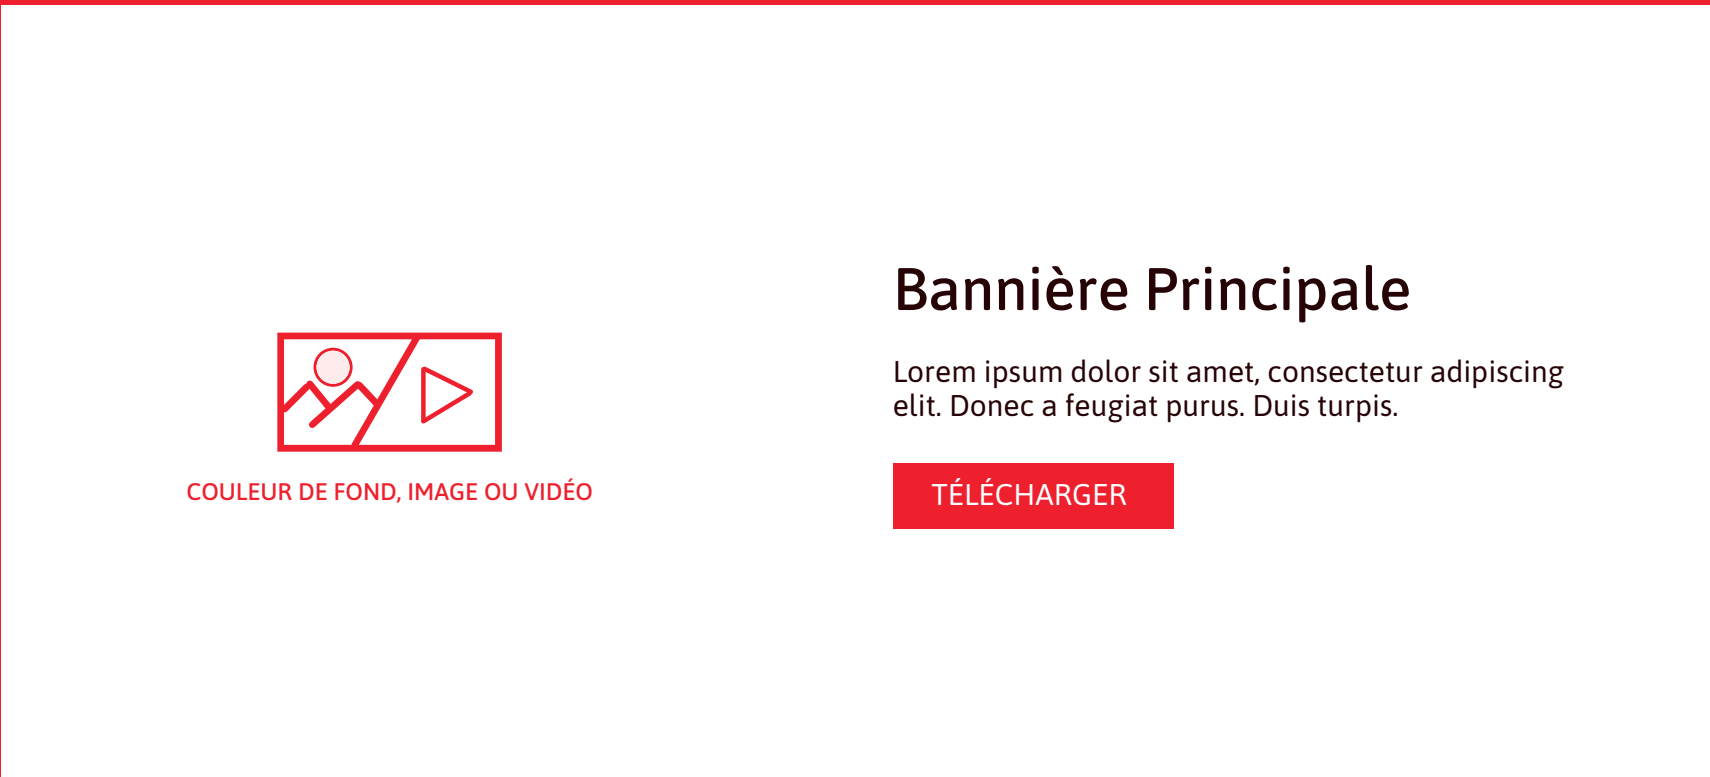 Bannière Principale
Lorem ipsum dolor sit amet, consectetur adipiscing
elit. Donec a feugiat purus. Duis turpis.
COULEUR DE FOND, IMAGE OU VIDÉO
TÉLÉCHARGER